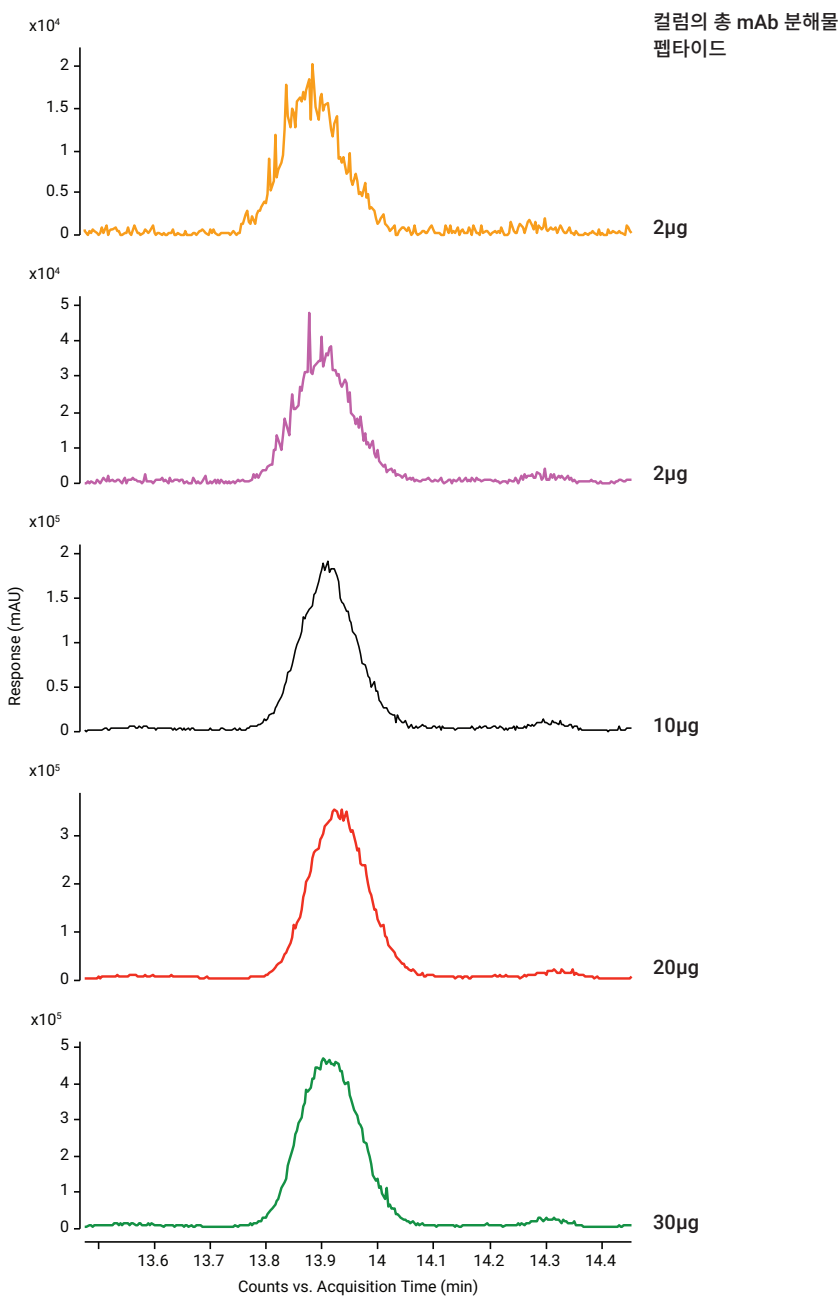 컬럼의 총 mAb 분해물
펩타이드
x10⁴
2
1
1
0.5
0
2µg
x10⁴
5
4
3
2
1
0
2µg
x10⁵
2
1.5
1
0.5
0
10µg
Response (mAU)
x10⁵
3
2
1
0
20µg
x10⁵
5
4
3
2
1
0
30µg
13.6 13.7 13.8 13.9 14 14.1 14.2 14.3 14.4
Counts vs. Acquisition Time (min)